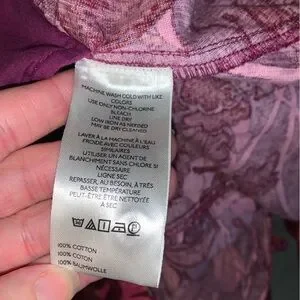 MACHINE WASH COLD WITH LIKE
COLORS
USE ONLY NON-CHLORINE
BLEACH
LINE DRY
LOW IRON AS NEEDED
MAY BE DRY CLEANED
LAVER À LA MACHINE À L'EAU
FROIDE AVEC COULEURS
SIMILAIRES
UTILISER UN AGENT DE
BLANCHIMENT SANS CHLORE SI
NÉCESSAIRE
LIGNE SEC
REPASSER, AU BESOIN, À TRÈS
BASSE TEMPÉRATURE
PEUT-ÊTRE ÊTRE NETTOYÉE
A SEC
100% COTTON
100% COTON
100% BAUMWOLLE